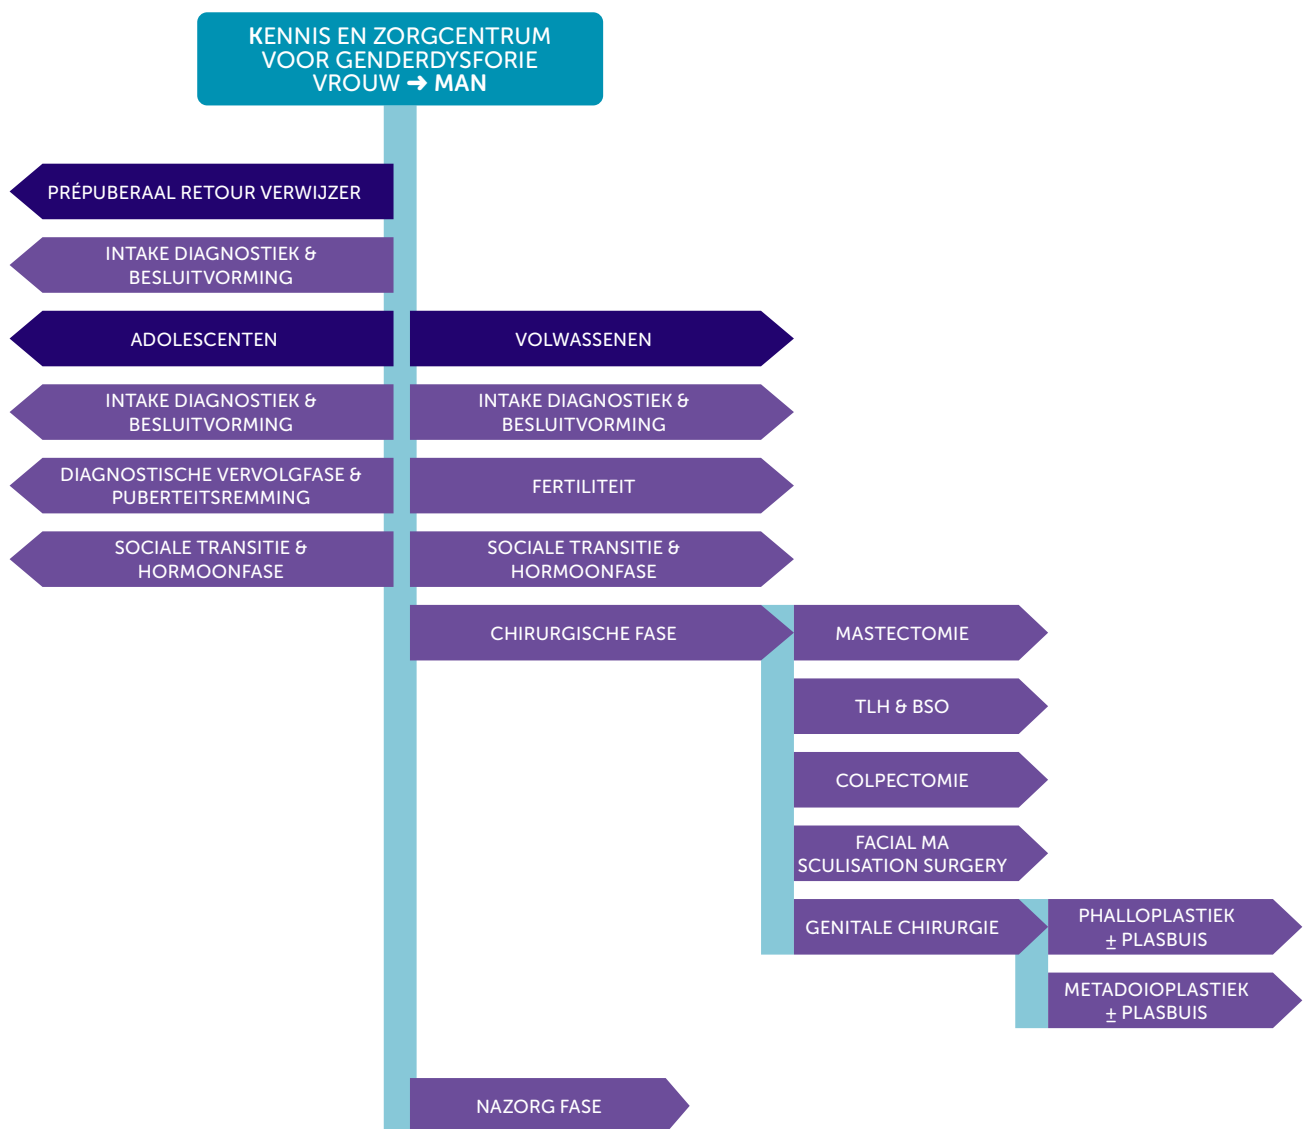 KENNIS EN ZORGCENTRUM
VOOR GENDERDYSFORIE
VROUW ➜ MAN
PRÉPUBERAAL RETOUR VERWIJZER
INTAKE DIAGNOSTIEK &
BESLUITVORMING
ADOLESCENTEN
VOLWASSENEN
INTAKE DIAGNOSTIEK &
BESLUITVORMING
INTAKE DIAGNOSTIEK &
BESLUITVORMING
DIAGNOSTISCHE VERVOLGFASE &
PUBERTEITSREMMING
FERTILITEIT
SOCIALE TRANSITIE &
HORMOONFASE
SOCIALE TRANSITIE &
HORMOONFASE
CHIRURGISCHE FASE
MASTECTOMIE
TLH & BSO
COLPECTOMIE
FACIAL MA
SCULISATION SURGERY
GENITALE CHIRURGIE
PHALLOPLASTIEK
± PLASBUIS
METADOIOPLASTIEK
± PLASBUIS
NAZORG FASE